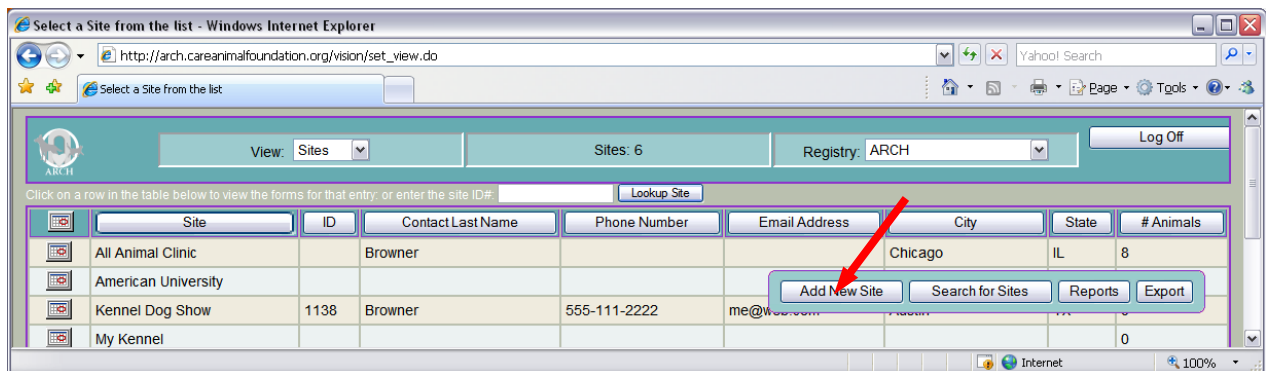 Select a Site from the list - Windows Internet Explorer
http://arch.careanimalfoundation.org/vision/set_view.do
Yahoo! Search
Select a Site from the list
Page Tools
ARCH
View: Sites
Sites: 6
Registry: ARCH
Log Off
Click on a row in the table below to view the forms for that entry: or enter the site ID#: Lookup Site
Site ID Contact Last Name Phone Number Email Address City State # Animals
All Animal Clinic Browner Chicago IL 8
American University
Add New Site Search for Sites Reports Export
Kennel Dog Show 1138 Browner 555-111-2222
My Kennel 0
Internet 100%